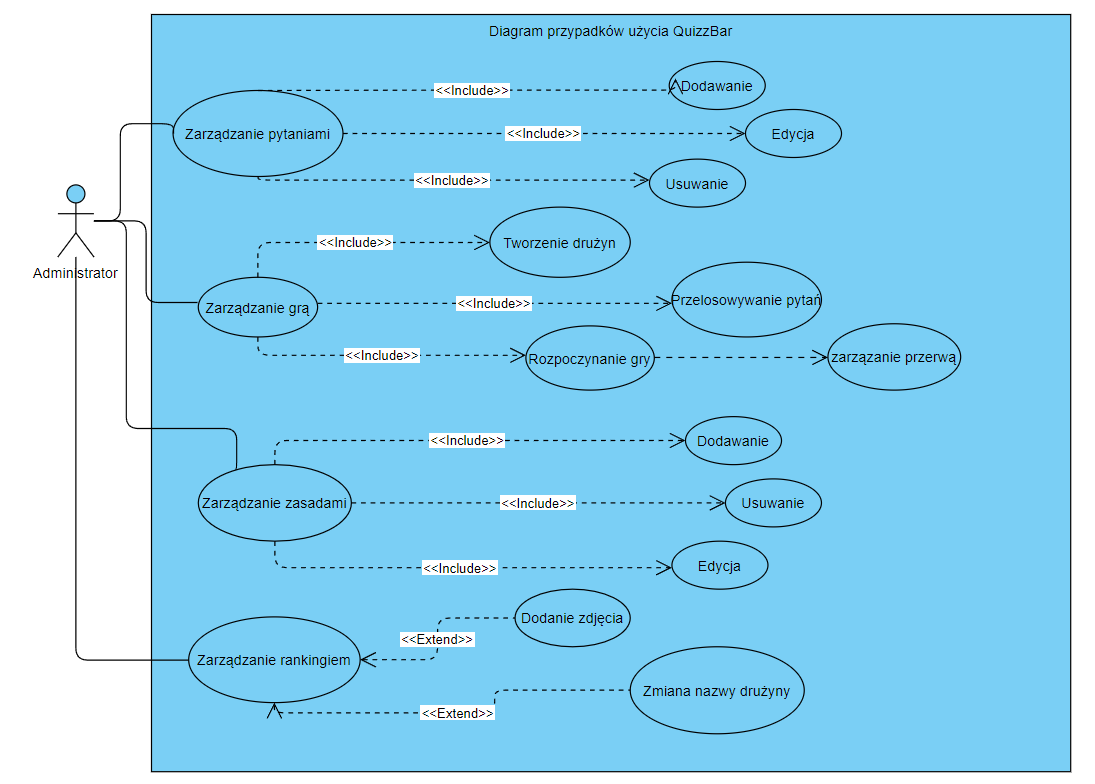 Diagram przypadków użycia QuizzBar
<<Include>>
Dodawanie
Zarządzanie pytaniami
<<Include>>
Edycja
<<Include>>
Usuwanie
Administrator
<<Include>>
Tworzenie drużyn
Zarządzanie grą
<<Include>>
Przelosowywanie pytań
<<Include>>
Rozpoczynanie gry
zarzązanie przerwą
<<Include>>
Dodawanie
Zarządzanie zasadami
<<Include>>
Usuwanie
<<Include>>
Edycja
Dodanie zdjęcia
<<Extend>>
Zarządzanie rankingiem
Zmiana nazwy drużyny
<<Extend>>